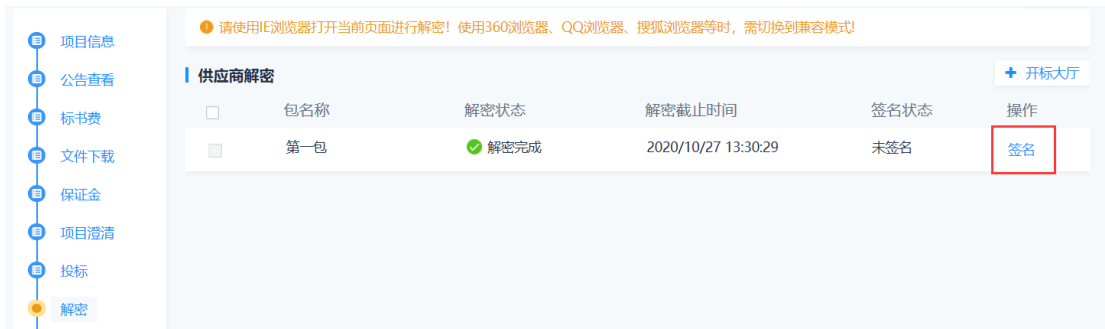 请使用IE浏览器打开当前页面进行解密！使用360浏览器、QQ浏览器、搜狐浏览器等时，需切换到兼容模式!
项目信息
公告查看
标书费
文件下载
保证金
项目澄清
投标
解密
供应商解密
开标大厅
包名称 解密状态 解密截止时间 签名状态 操作
第一包 解密完成 2020/10/27 13:30:29 未签名 签名